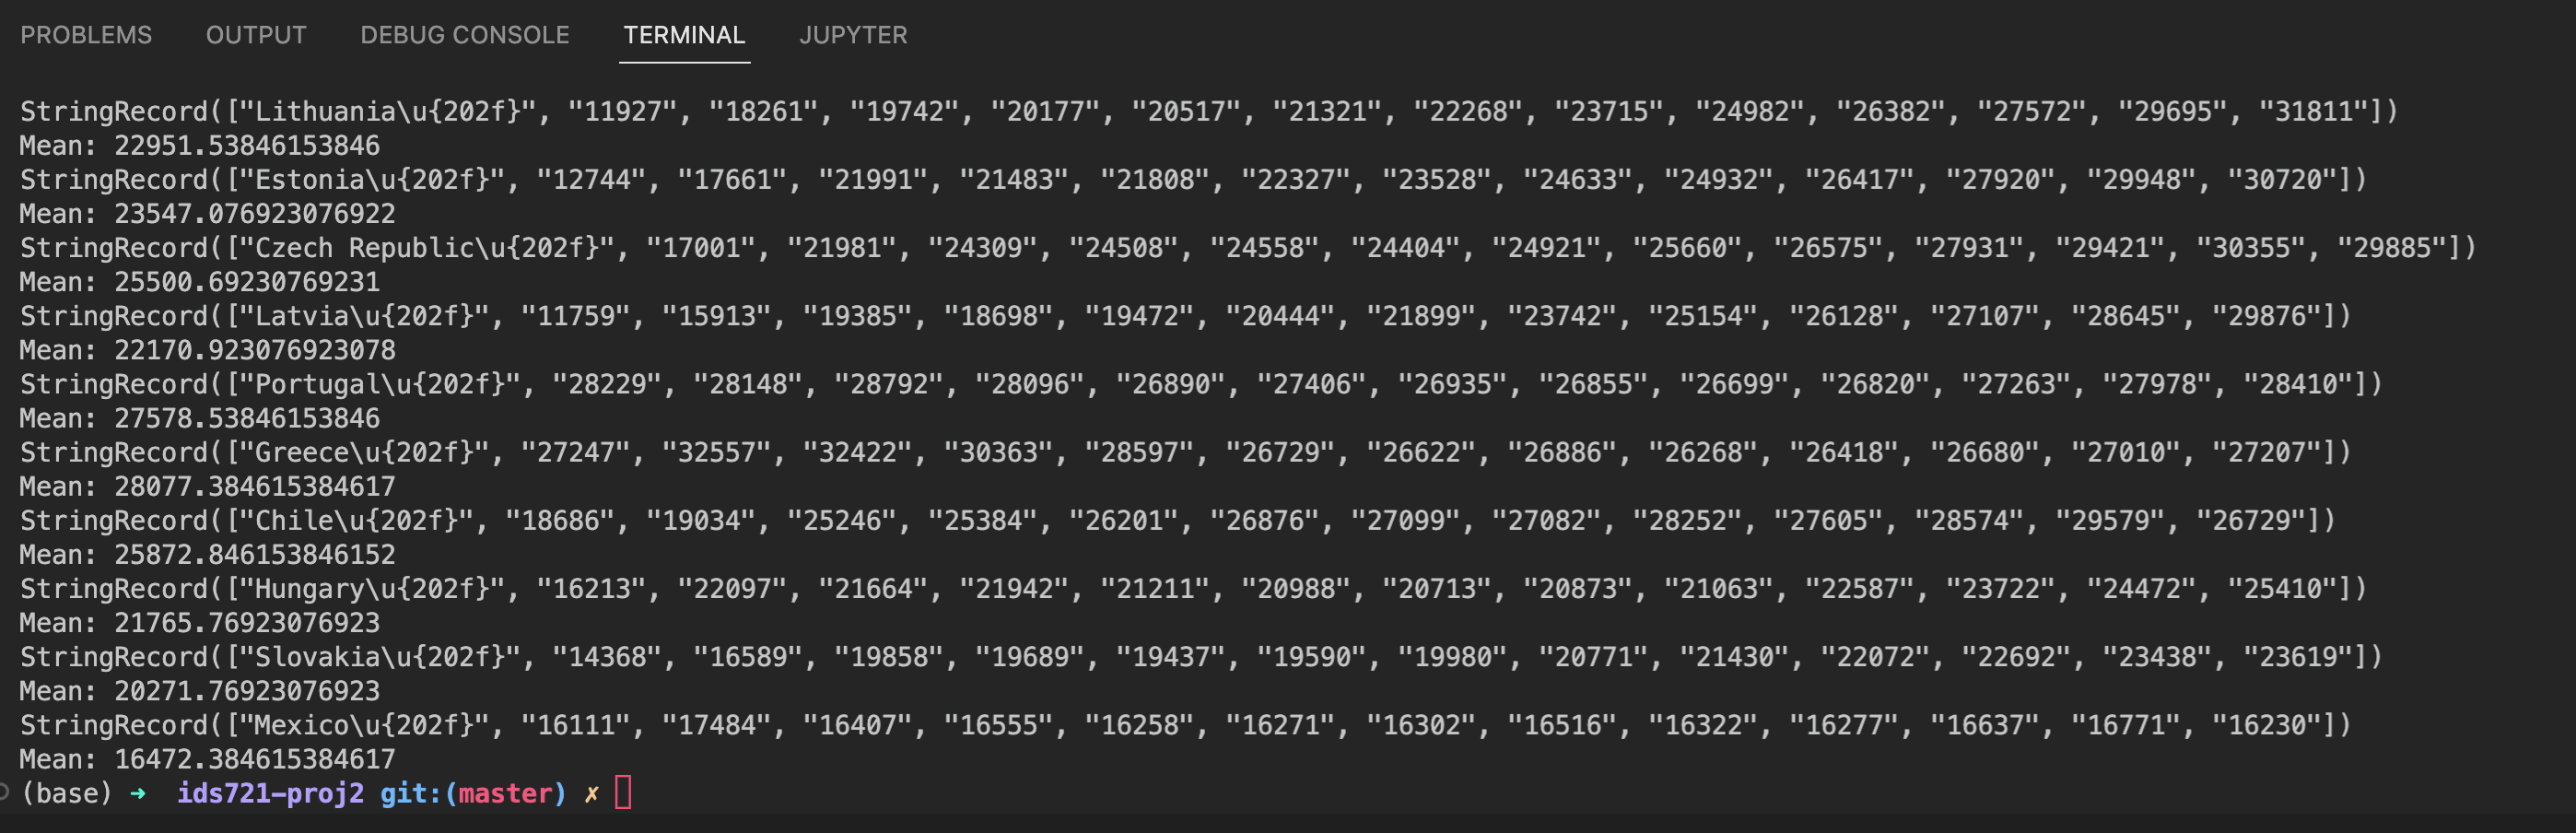 PROBLEMS OUTPUT DEBUG CONSOLE TERMINAL JUPYTER
StringRecord(["Lithuania\u{202f}", "11927", "18261", "19742", "20177", "20517", "21321", "22268", "23715", "24982", "26382", "27572", "29695", "31811"])
Mean: 22951.53846153846
StringRecord(["Estonia\u{202f}", "12744", "17661", "21991", "21483", "21808", "22327", "23528", "24633", "24932", "26417", "27920", "29948", "30720"])
Mean: 23547.076923076922
StringRecord(["Czech Republic\u{202f}", "17001", "21981", "24309", "24508", "24558", "24404", "24921", "25660", "26575", "27931", "29421", "30355", "29885"])
Mean: 25500.69230769231
StringRecord(["Latvia\u{202f}", "11759", "15913", "19385", "18698", "19472", "20444", "21899", "23742", "25154", "26128", "27107", "28645", "29876"])
Mean: 22170.923076923078
StringRecord(["Portugal\u{202f}", "28229", "28148", "28792", "28096", "26890", "27406", "26935", "26855", "26699", "26820", "27263", "27978", "28410"])
Mean: 27578.53846153846
StringRecord(["Greece\u{202f}", "27247", "32557", "32422", "30363", "28597", "26729", "26622", "26886", "26268", "26418", "26680", "27010", "27207"])
Mean: 28077.384615384617
StringRecord(["Chile\u{202f}", "18686", "19034", "25246", "25384", "26201", "26876", "27099", "27082", "28252", "27605", "28574", "29579", "26729"])
Mean: 25872.846153846152
StringRecord(["Hungary\u{202f}", "16213", "22097", "21664", "21942", "21211", "20988", "20713", "20873", "21063", "22587", "23722", "24472", "25410"])
Mean: 21765.76923076923
StringRecord(["Slovakia\u{202f}", "14368", "16589", "19858", "19689", "19437", "19590", "19980", "20771", "21430", "22072", "22692", "23438", "23619"])
Mean: 20271.76923076923
StringRecord(["Mexico\u{202f}", "16111", "17484", "16407", "16555", "16258", "16271", "16302", "16516", "16322", "16277", "16637", "16771", "16230"])
Mean: 16472.384615384617
(base) ➜ ids721-proj2 git:(master) ✗